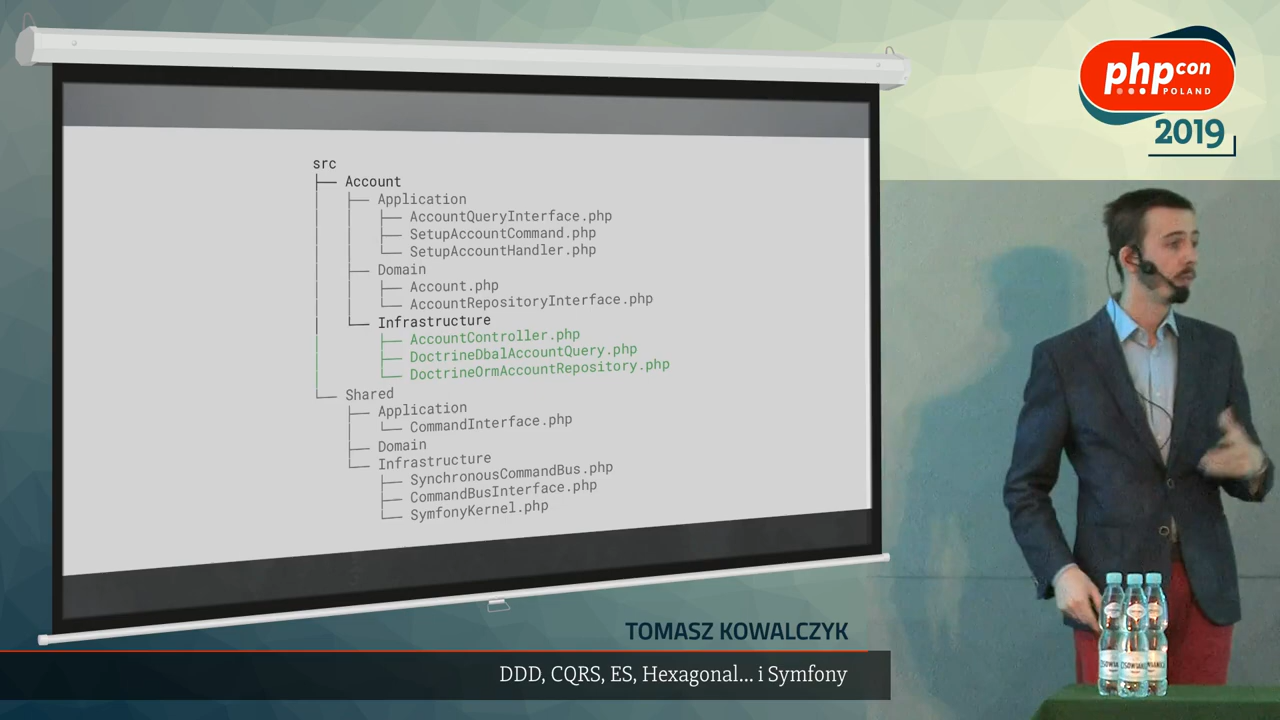 src
Account
Application
AccountQueryInterface.php
SetupAccountCommand.php
SetupAccountHandler.php
Domain
Account.php
AccountRepositoryInterface.php
Infrastructure
AccountController.php
DoctrineDbalAccountQuery.php
DoctrineOrmAccountRepository.php
Shared
Application
CommandInterface.php
Domain
Infrastructure
SynchronousCommandBus.php
CommandBusInterface.php
SymfonyKernel.php
phpcon
POLAND
2019
TOMASZ KOWALCZYK
DDD, CQRS, ES, Hexagonal... i Symfony